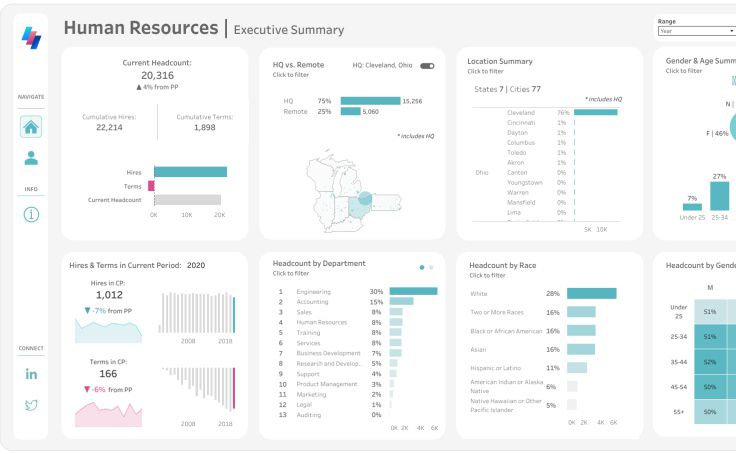 Human Resources | Executive Summary
Range
Year
NAVIGATE
INFO
CONNECT
Current Headcount:
20,316
▲ 4% from PP
Cumulative Hires: Cumulative Terms:
22,214 1,898
Hires
Terms
Current Headcount
0K 10K 20K
HQ vs. Remote HQ: Cleveland, Ohio
Click to filter
HQ 75% 15,256
Remote 25% 5,060
* includes HQ
Location Summary
Click to filter
States 7 | Cities 77
* includes HQ
Cleveland 76%
Cincinnati 1%
Dayton 1%
Columbus 1%
Toledo 1%
Akron 1%
Ohio Canton 0%
Youngstown 0%
Warren 0%
Mansfield 0%
Lima 0%
5K 10K
Gender & Age Summ
Click to filter
N |
F | 46%
7% 27%
Under 25 25-34
Hires & Terms in Current Period: 2020
Hires in CP:
1,012
▼ -7% from PP
2008 2018
Terms in CP:
166
▼ -6% from PP
2008 2018
Headcount by Department
Click to filter
1 Engineering 30%
2 Accounting 15%
3 Sales 8%
4 Human Resources 8%
5 Training 8%
6 Services 8%
7 Business Development 7%
8 Research and Develop.. 5%
9 Support 4%
10 Product Management 3%
11 Marketing 2%
12 Legal 1%
13 Auditing 0%
0K 2K 4K 6K
Headcount by Race
Click to filter
White 28%
Two or More Races 16%
Black or African American 16%
Asian 16%
Hispanic or Latino 11%
American Indian or Alaska
Native 6%
Native Hawaiian or Other
Pacific Islander 5%
0K 2K 4K 6K
Headcount by Gende
M
Under
25 51%
25-34 51%
35-44 52%
45-54 50%
55+ 50%